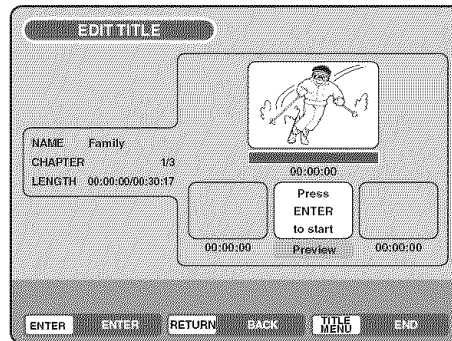 EDIT TITLE
NAME Family
CHAPTER 1/3
LENGTH 00:00:00/00:30:17
00:00:00
Press
ENTER
to start
00:00:00 Preview 00:00:00
ENTER ENTER RETURN BACK TITLE MENU END